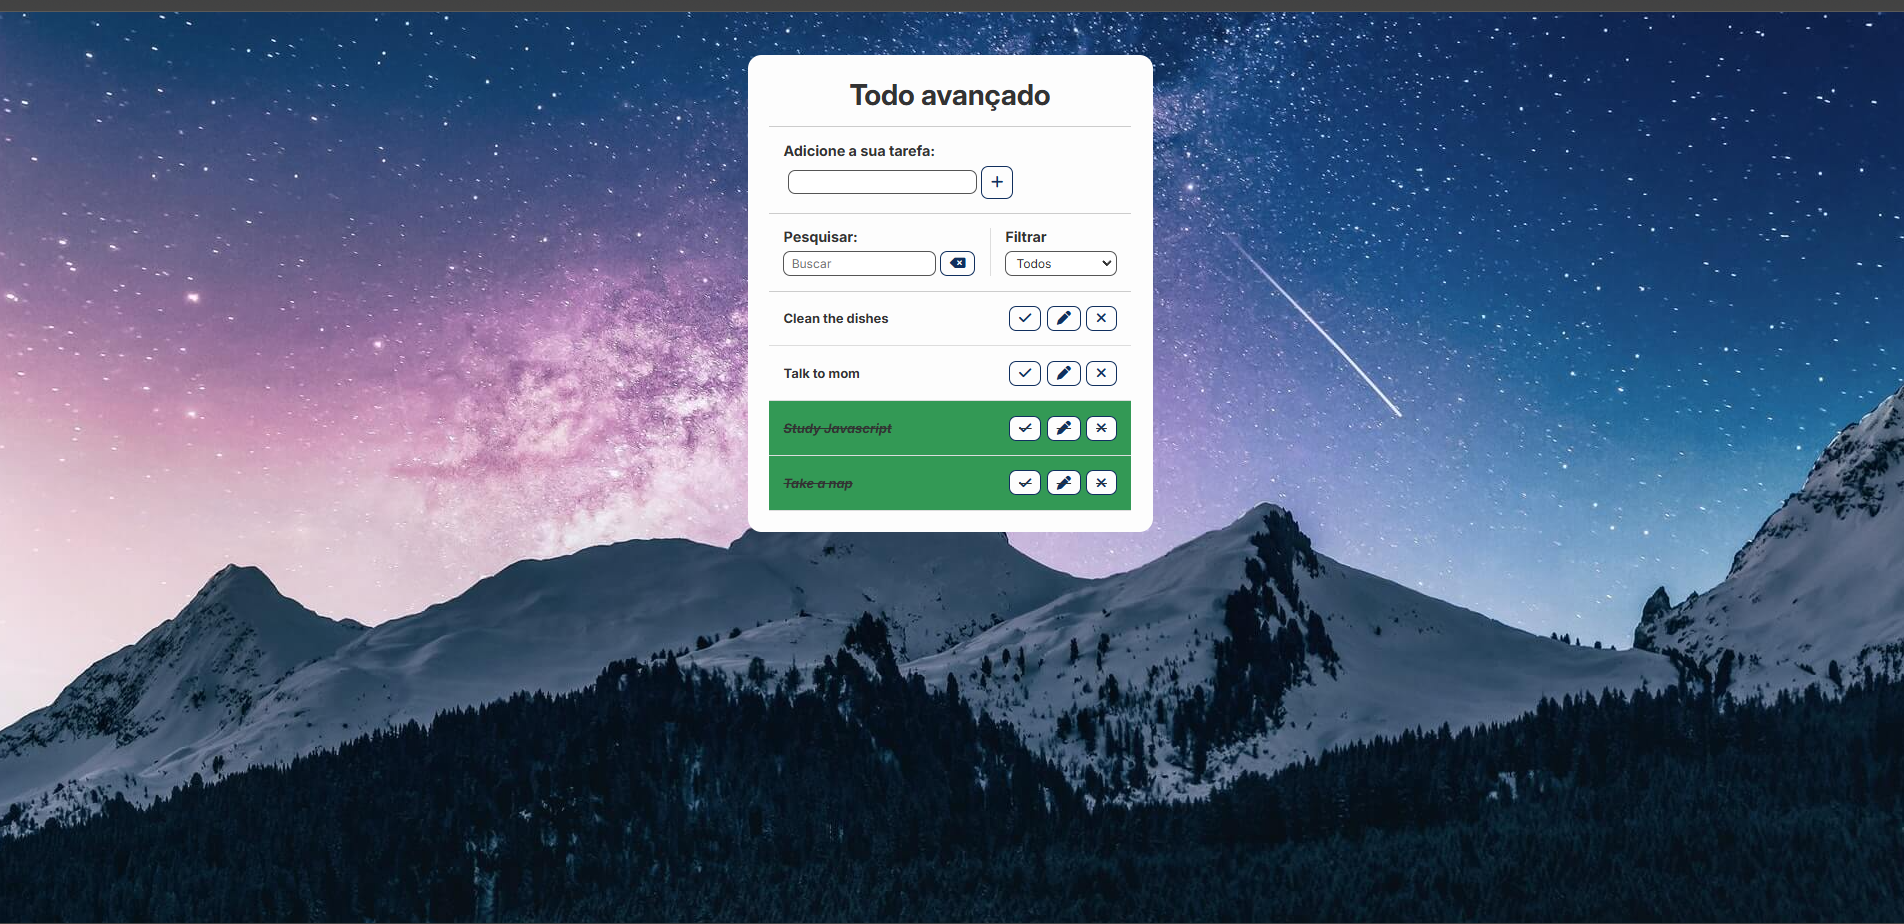 Todo avançado
Adicione a sua tarefa:
Pesquisar:
Buscar
Filtrar
Todos
Clean the dishes
Talk to mom
Study Javascript
Take a nap